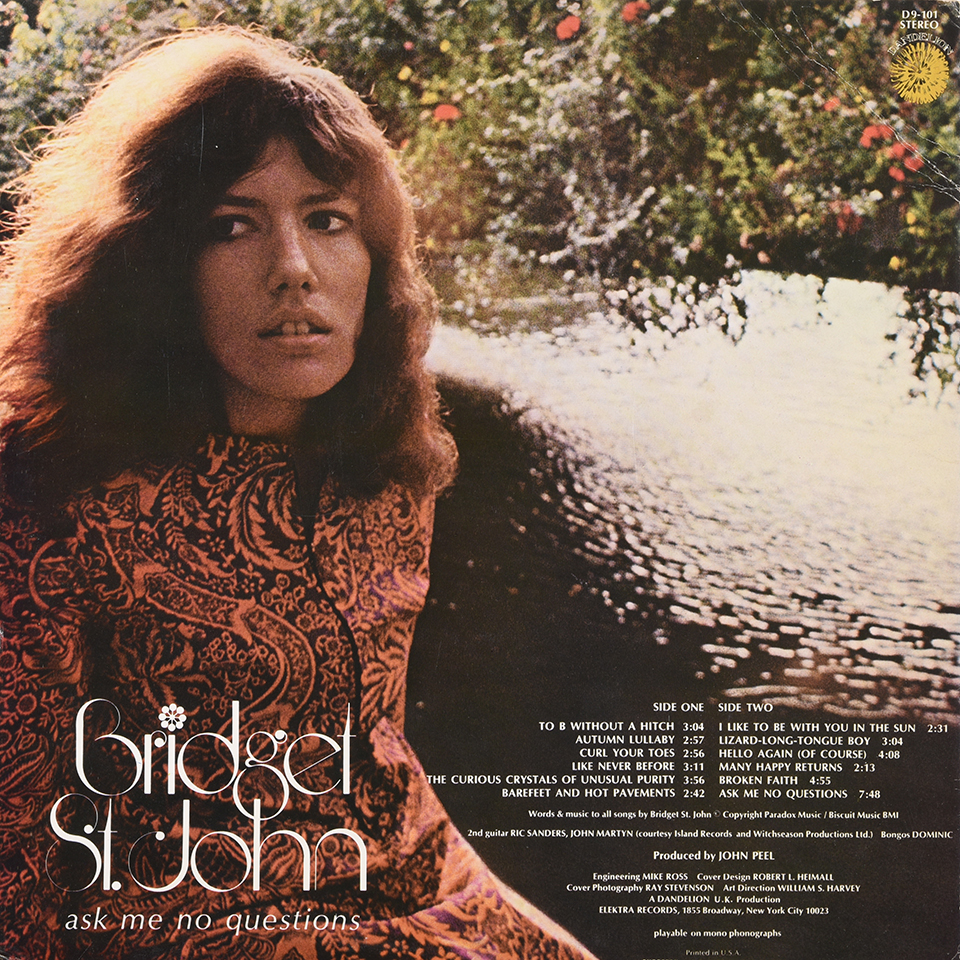 D9-101
STEREO
DANDELION
Bridget
St. John
ask me no questions
SIDE ONE
TO B WITHOUT A HITCH 3:04
AUTUMN LULLABY 2:57
CURL YOUR TOES 2:56
LIKE NEVER BEFORE 3:11
THE CURIOUS CRYSTALS OF UNUSUAL PURITY 3:56
BAREFEET AND HOT PAVEMENTS 2:42
SIDE TWO
I LIKE TO BE WITH YOU IN THE SUN 2:31
LIZARD-LONG-TONGUE BOY 3:04
HELLO AGAIN (OF COURSE) 4:08
MANY HAPPY RETURNS 2:13
BROKEN FAITH 4:55
ASK ME NO QUESTIONS 7:48
Words & music to all songs by Bridget St. John © Copyright Paradox Music / Biscuit Music BMI
2nd guitar RIC SANDERS, JOHN MARTYN (courtesy Island Records and Witchseason Productions Ltd.) Bongos DOMINIC
Produced by JOHN PEEL
Engineering MIKE ROSS Cover Design ROBERT L. HEIMALL
Cover Photography RAY STEVENSON Art Direction WILLIAM S. HARVEY
A DANDELION U.K. Production
ELEKTRA RECORDS, 1855 Broadway, New York City 10023
playable on mono phonographs
Printed in U.S.A.